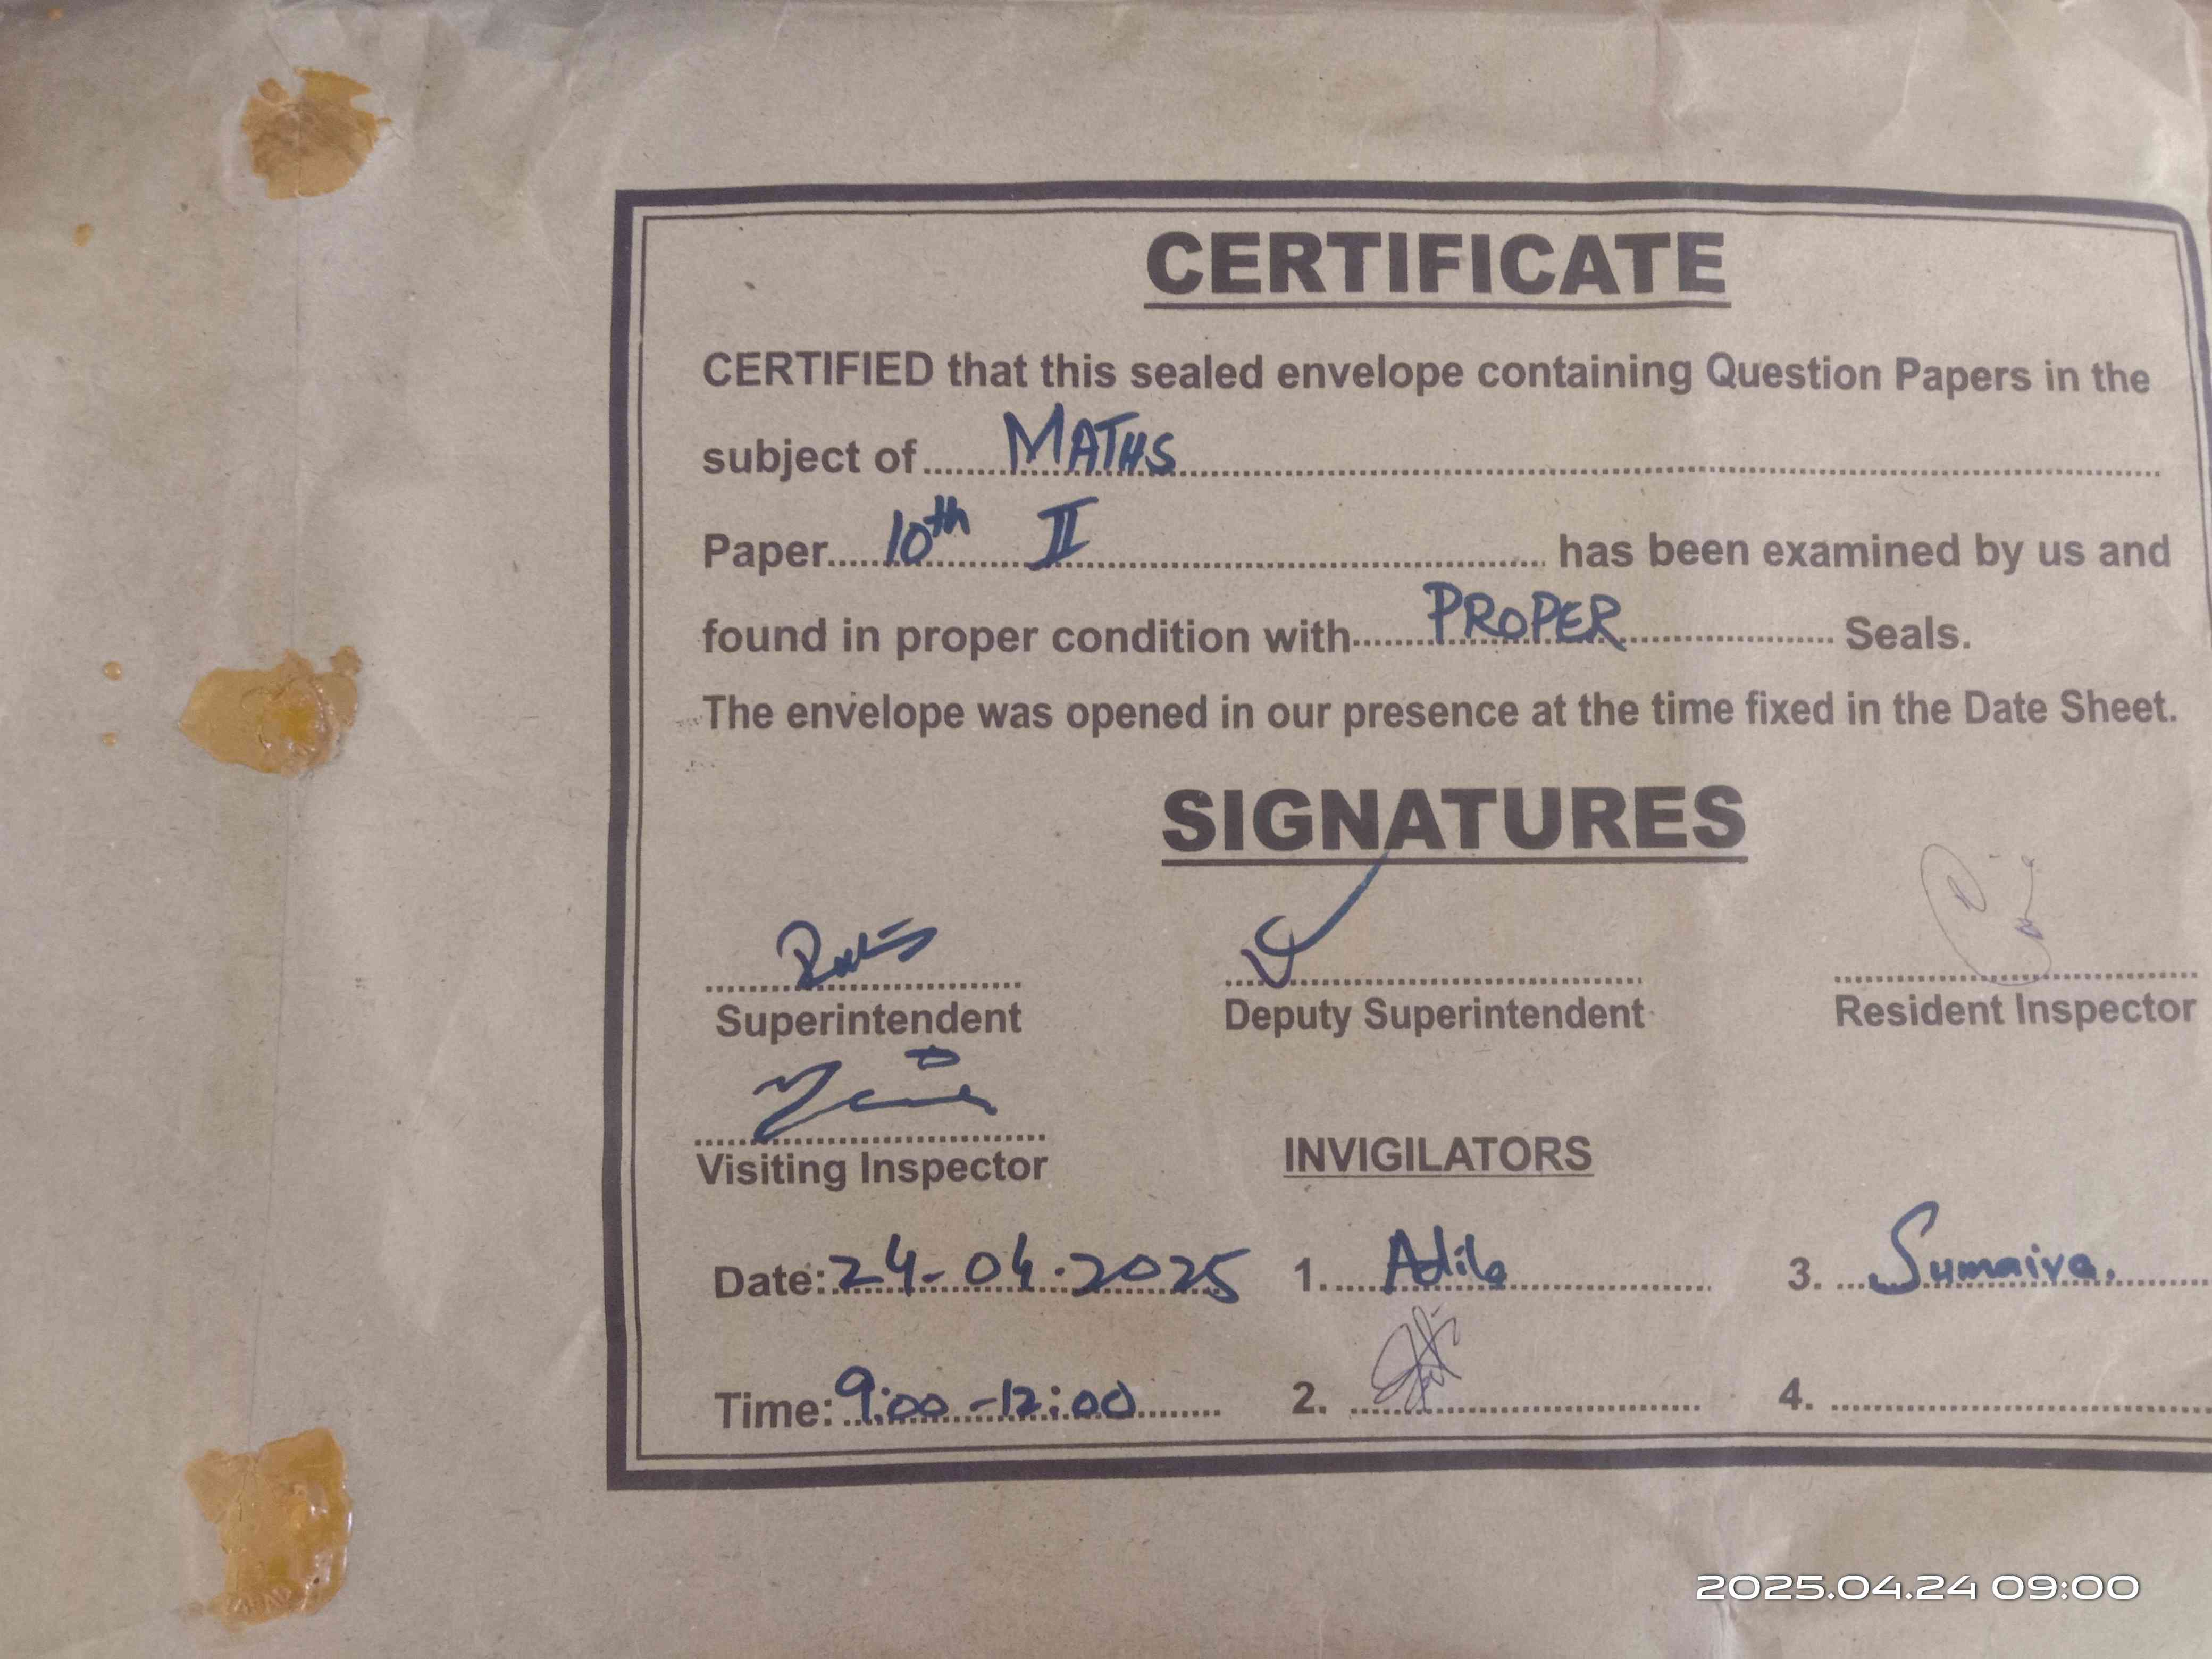 CERTIFICATE
CERTIFIED that this sealed envelope containing Question Papers in the
subject of MATHS
Paper 10th II has been examined by us and
found in proper condition with PROPER Seals.
The envelope was opened in our presence at the time fixed in the Date Sheet.
SIGNATURES
Superintendent Deputy Superintendent Resident Inspector
Visiting Inspector INVIGILATORS
Date: 24-04-2025 1. Adila 3. Sumaiya.
Time: 9:00-12:00 2. 4.
2025.04.24 09:00